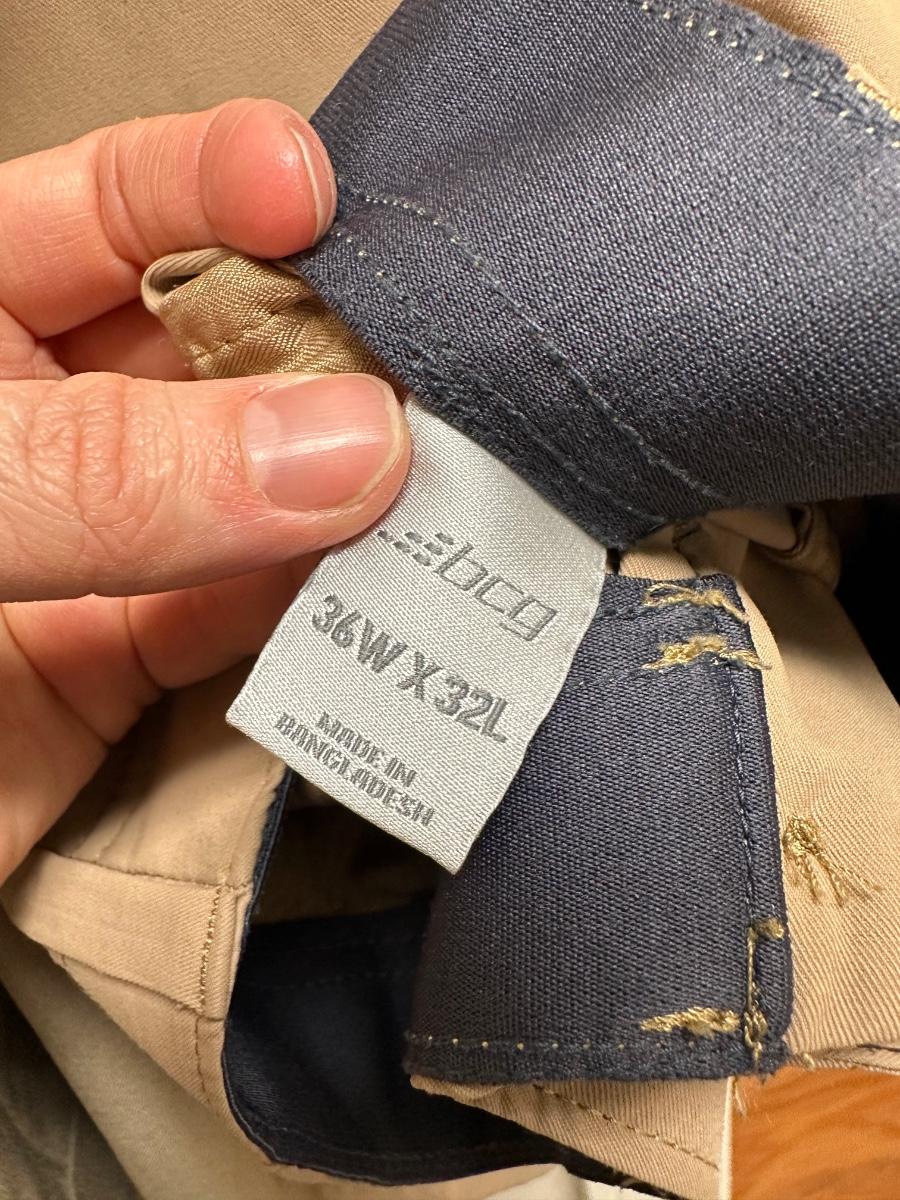 bcg
36W X 32L
MADE IN
BANGLADESH